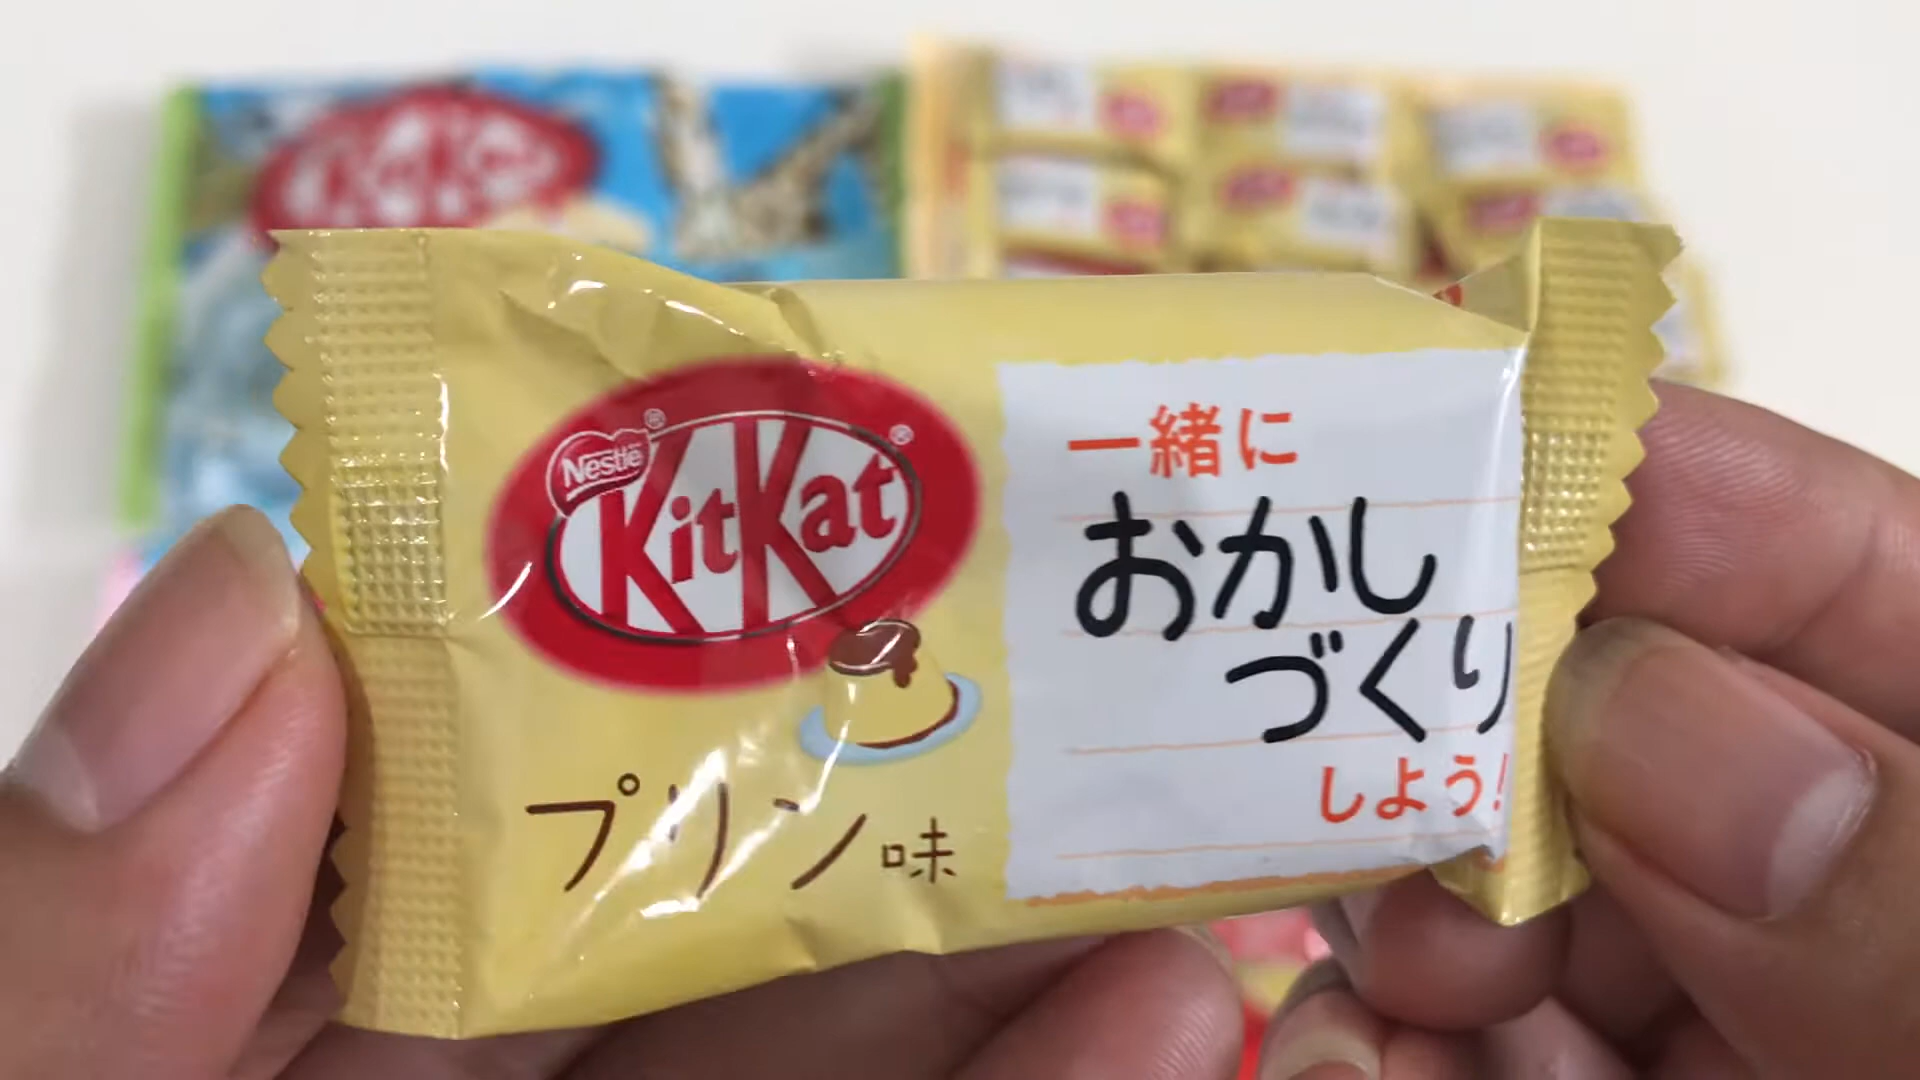 Nestlé
KitKat
プリン味
一緒に
おかし
づくり
しよう!